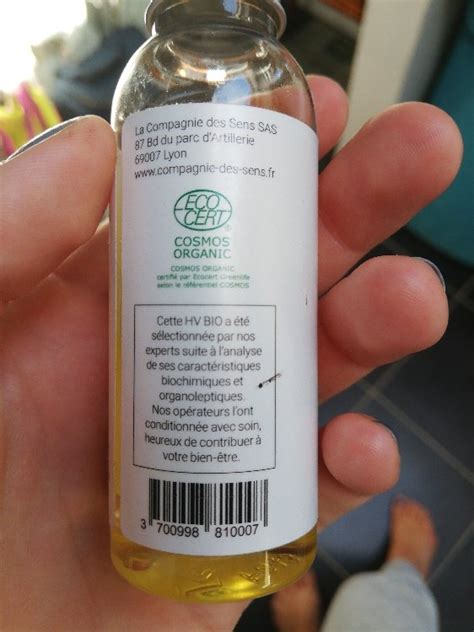 La Compagnie des Sens SAS
87 Bd du parc d'Artillerie
69007 Lyon
www.compagnie-des-sens.fr
ECO
CERT
®
COSMOS
ORGANIC
COSMOS ORGANIC
certifié par Ecocert Greenlife
selon le référentiel COSMOS
Cette HV BIO a été
sélectionnée par nos
experts suite à l'analyse
de ses caractéristiques
biochimiques et
organoleptiques.
Nos opérateurs l'ont
conditionnée avec soin,
heureux de contribuer à
votre bien-être.
3 700998 810007